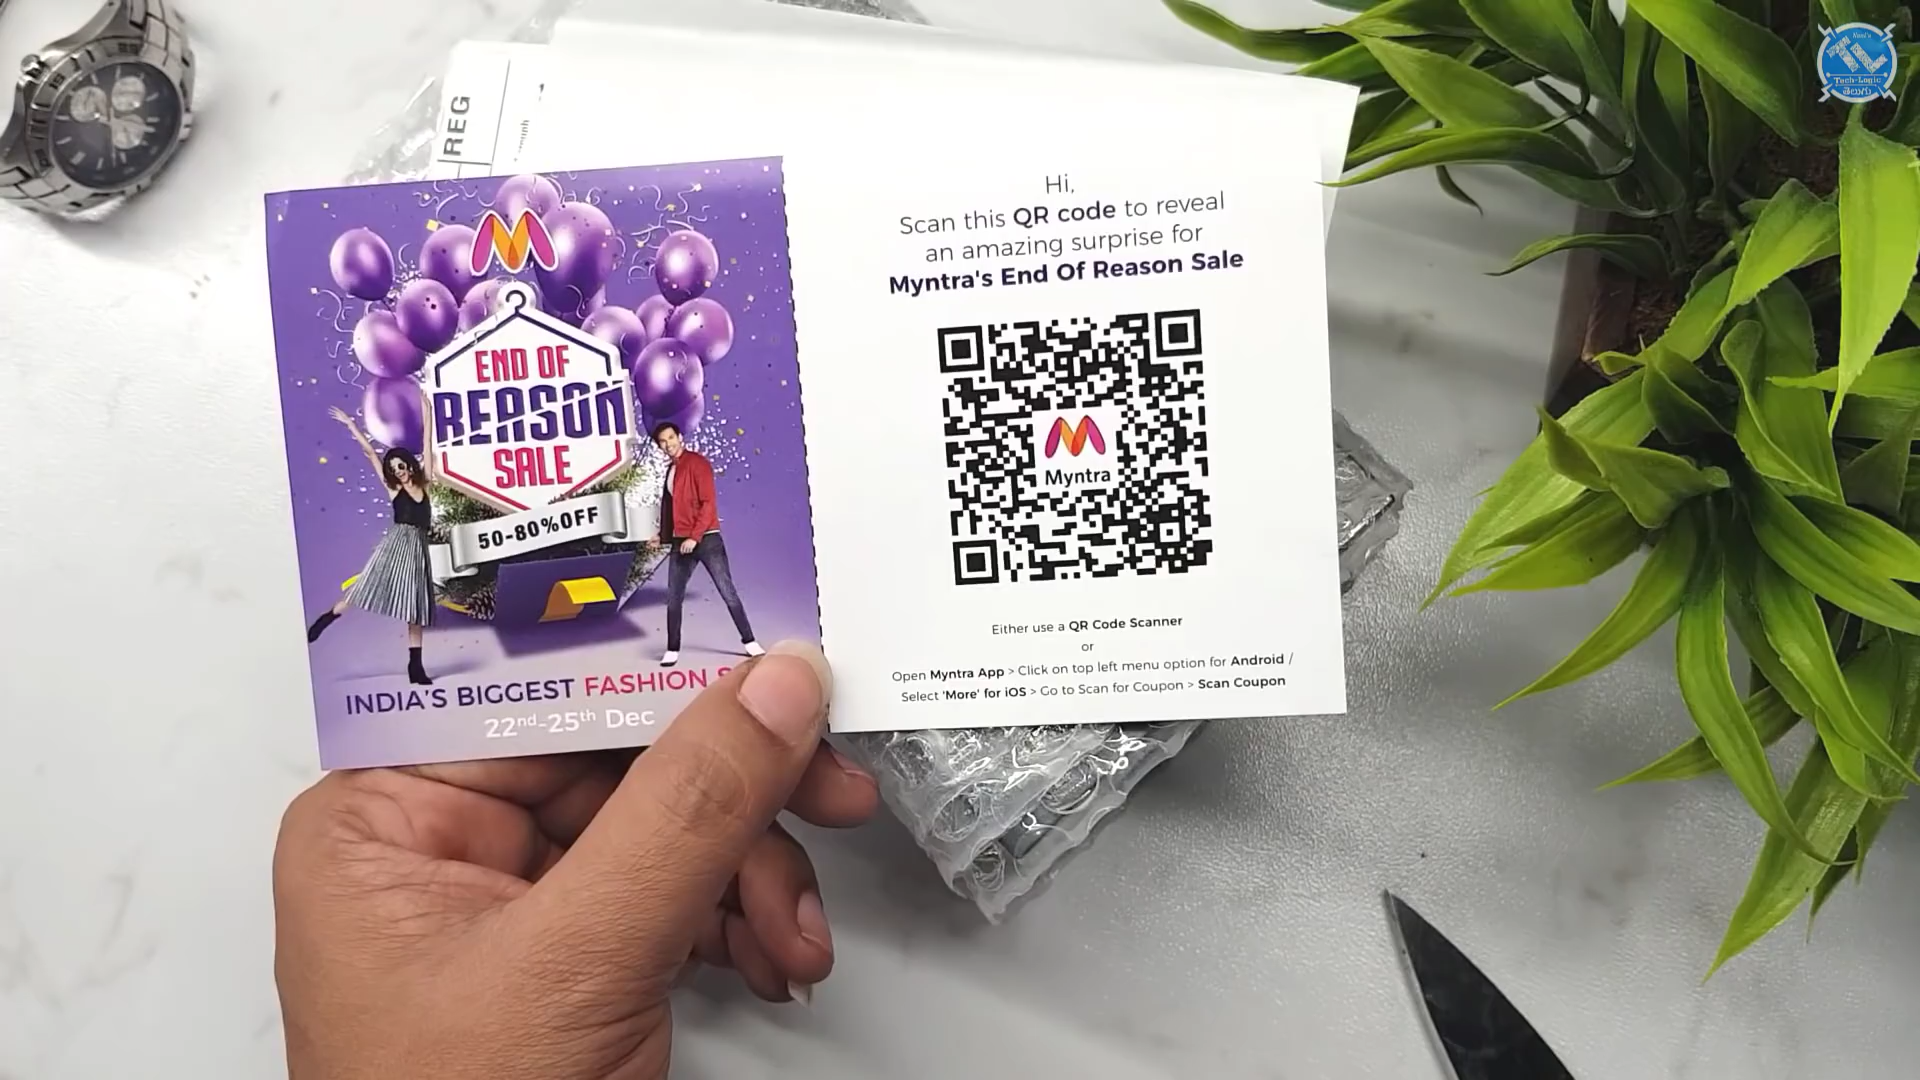 REG
END OF
REASON
SALE
50-80%OFF
INDIA'S BIGGEST FASHION
22nd-25th Dec
Hi,
Scan this QR code to reveal
an amazing surprise for
Myntra's End Of Reason Sale
Myntra
Either use a QR Code Scanner
or
Open Myntra App > Click on top left menu option for Android /
Select 'More' for iOS > Go to Scan for Coupon > Scan Coupon
Tech-Logic
తెలుగు